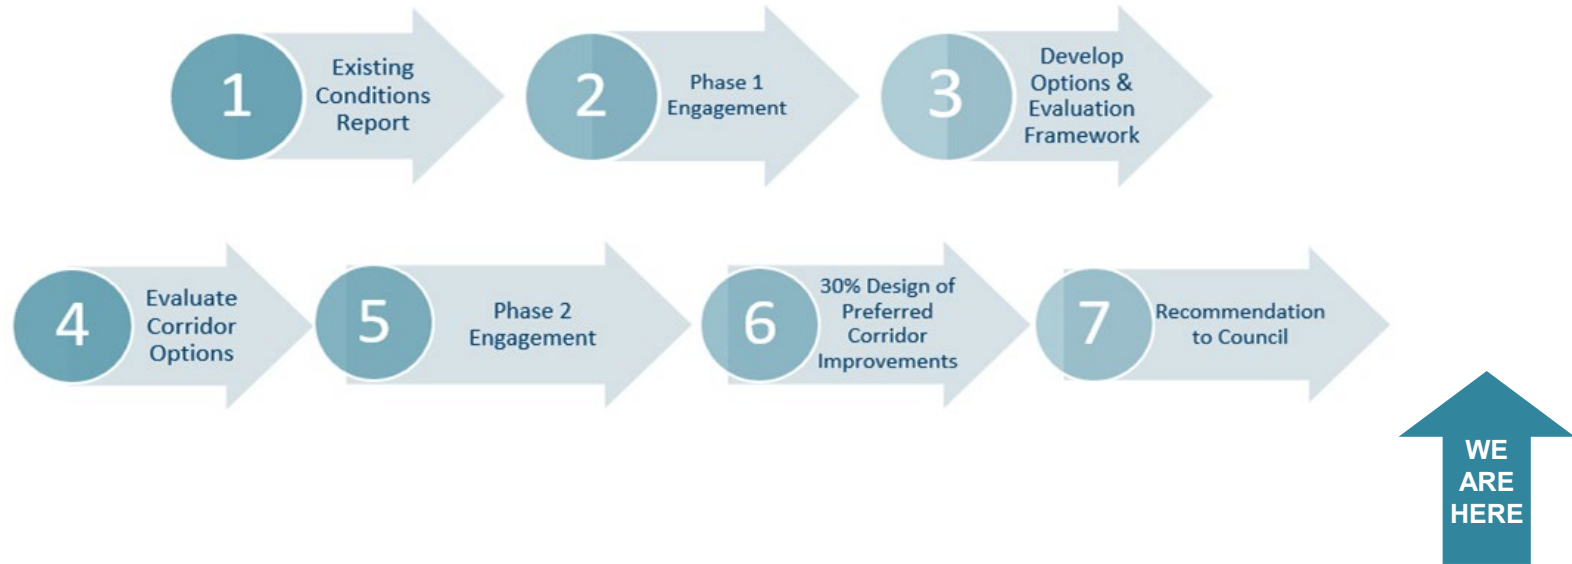 1
Existing
Conditions
Report
2
Phase 1
Engagement
3
Develop
Options &
Evaluation
Framework
4
Evaluate
Corridor
Options
5
Phase 2
Engagement
6
30% Design of
Preferred
Corridor
Improvements
7
Recommendation
to Council
WE
ARE
HERE